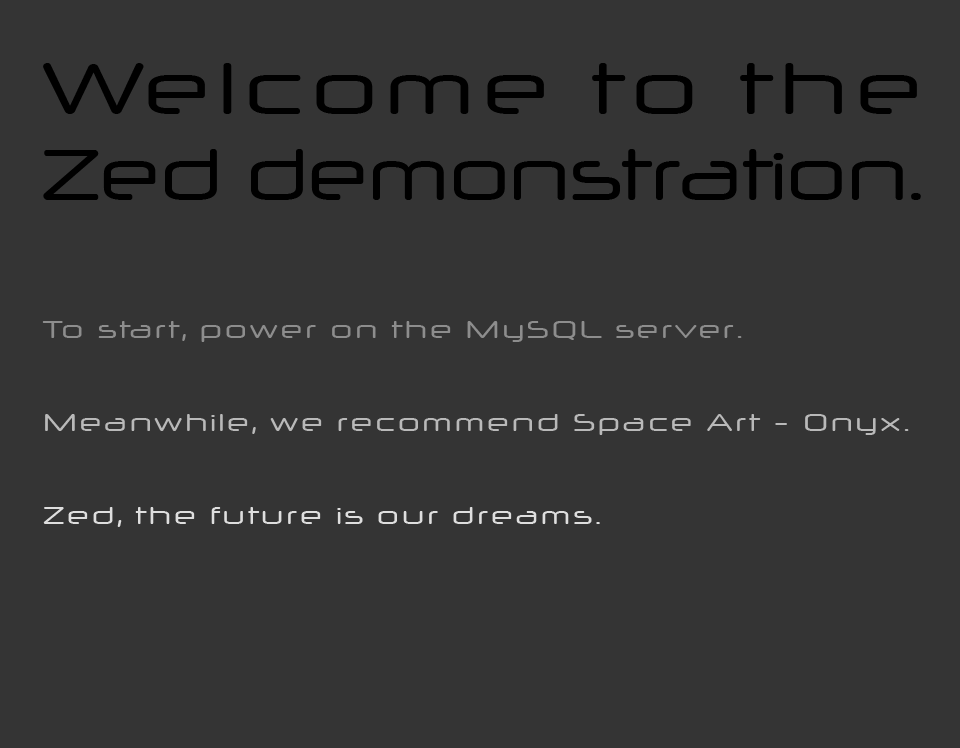 Welcome to the
Zed demonstration.
To start, power on the MySQL server.
Meanwhile, we recommend Space Art - Onyx.
Zed, the future is our dreams.